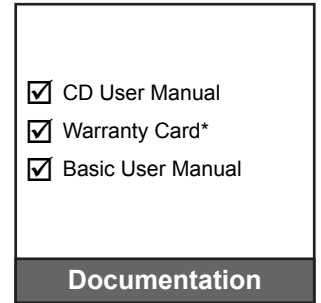 ☑ CD User Manual
☑ Warranty Card*
☑ Basic User Manual
Documentation